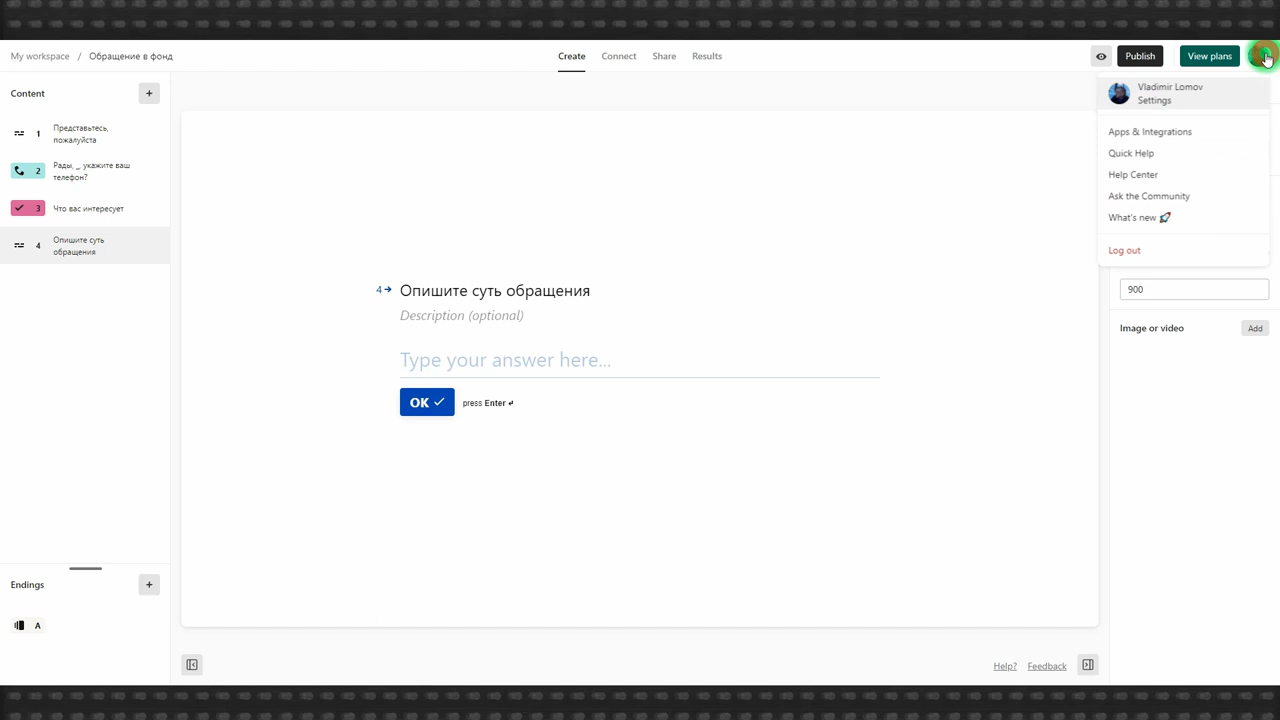 My workspace / Обращение в фонд
Create Connect Share Results
Publish View plans
Content +
1 Представьтесь,
пожалуйста
2 Рады, _, укажите ваш
телефон?
3 Что вас интересует
4 Опишите суть
обращения
Vladimir Lomov
Settings
Apps & Integrations
Quick Help
Help Center
Ask the Community
What's new 🚀
Log out
900
Image or video Add
4 → Опишите суть обращения
Description (optional)
Type your answer here...
OK ✓ press Enter ↵
Endings +
A
Help? Feedback